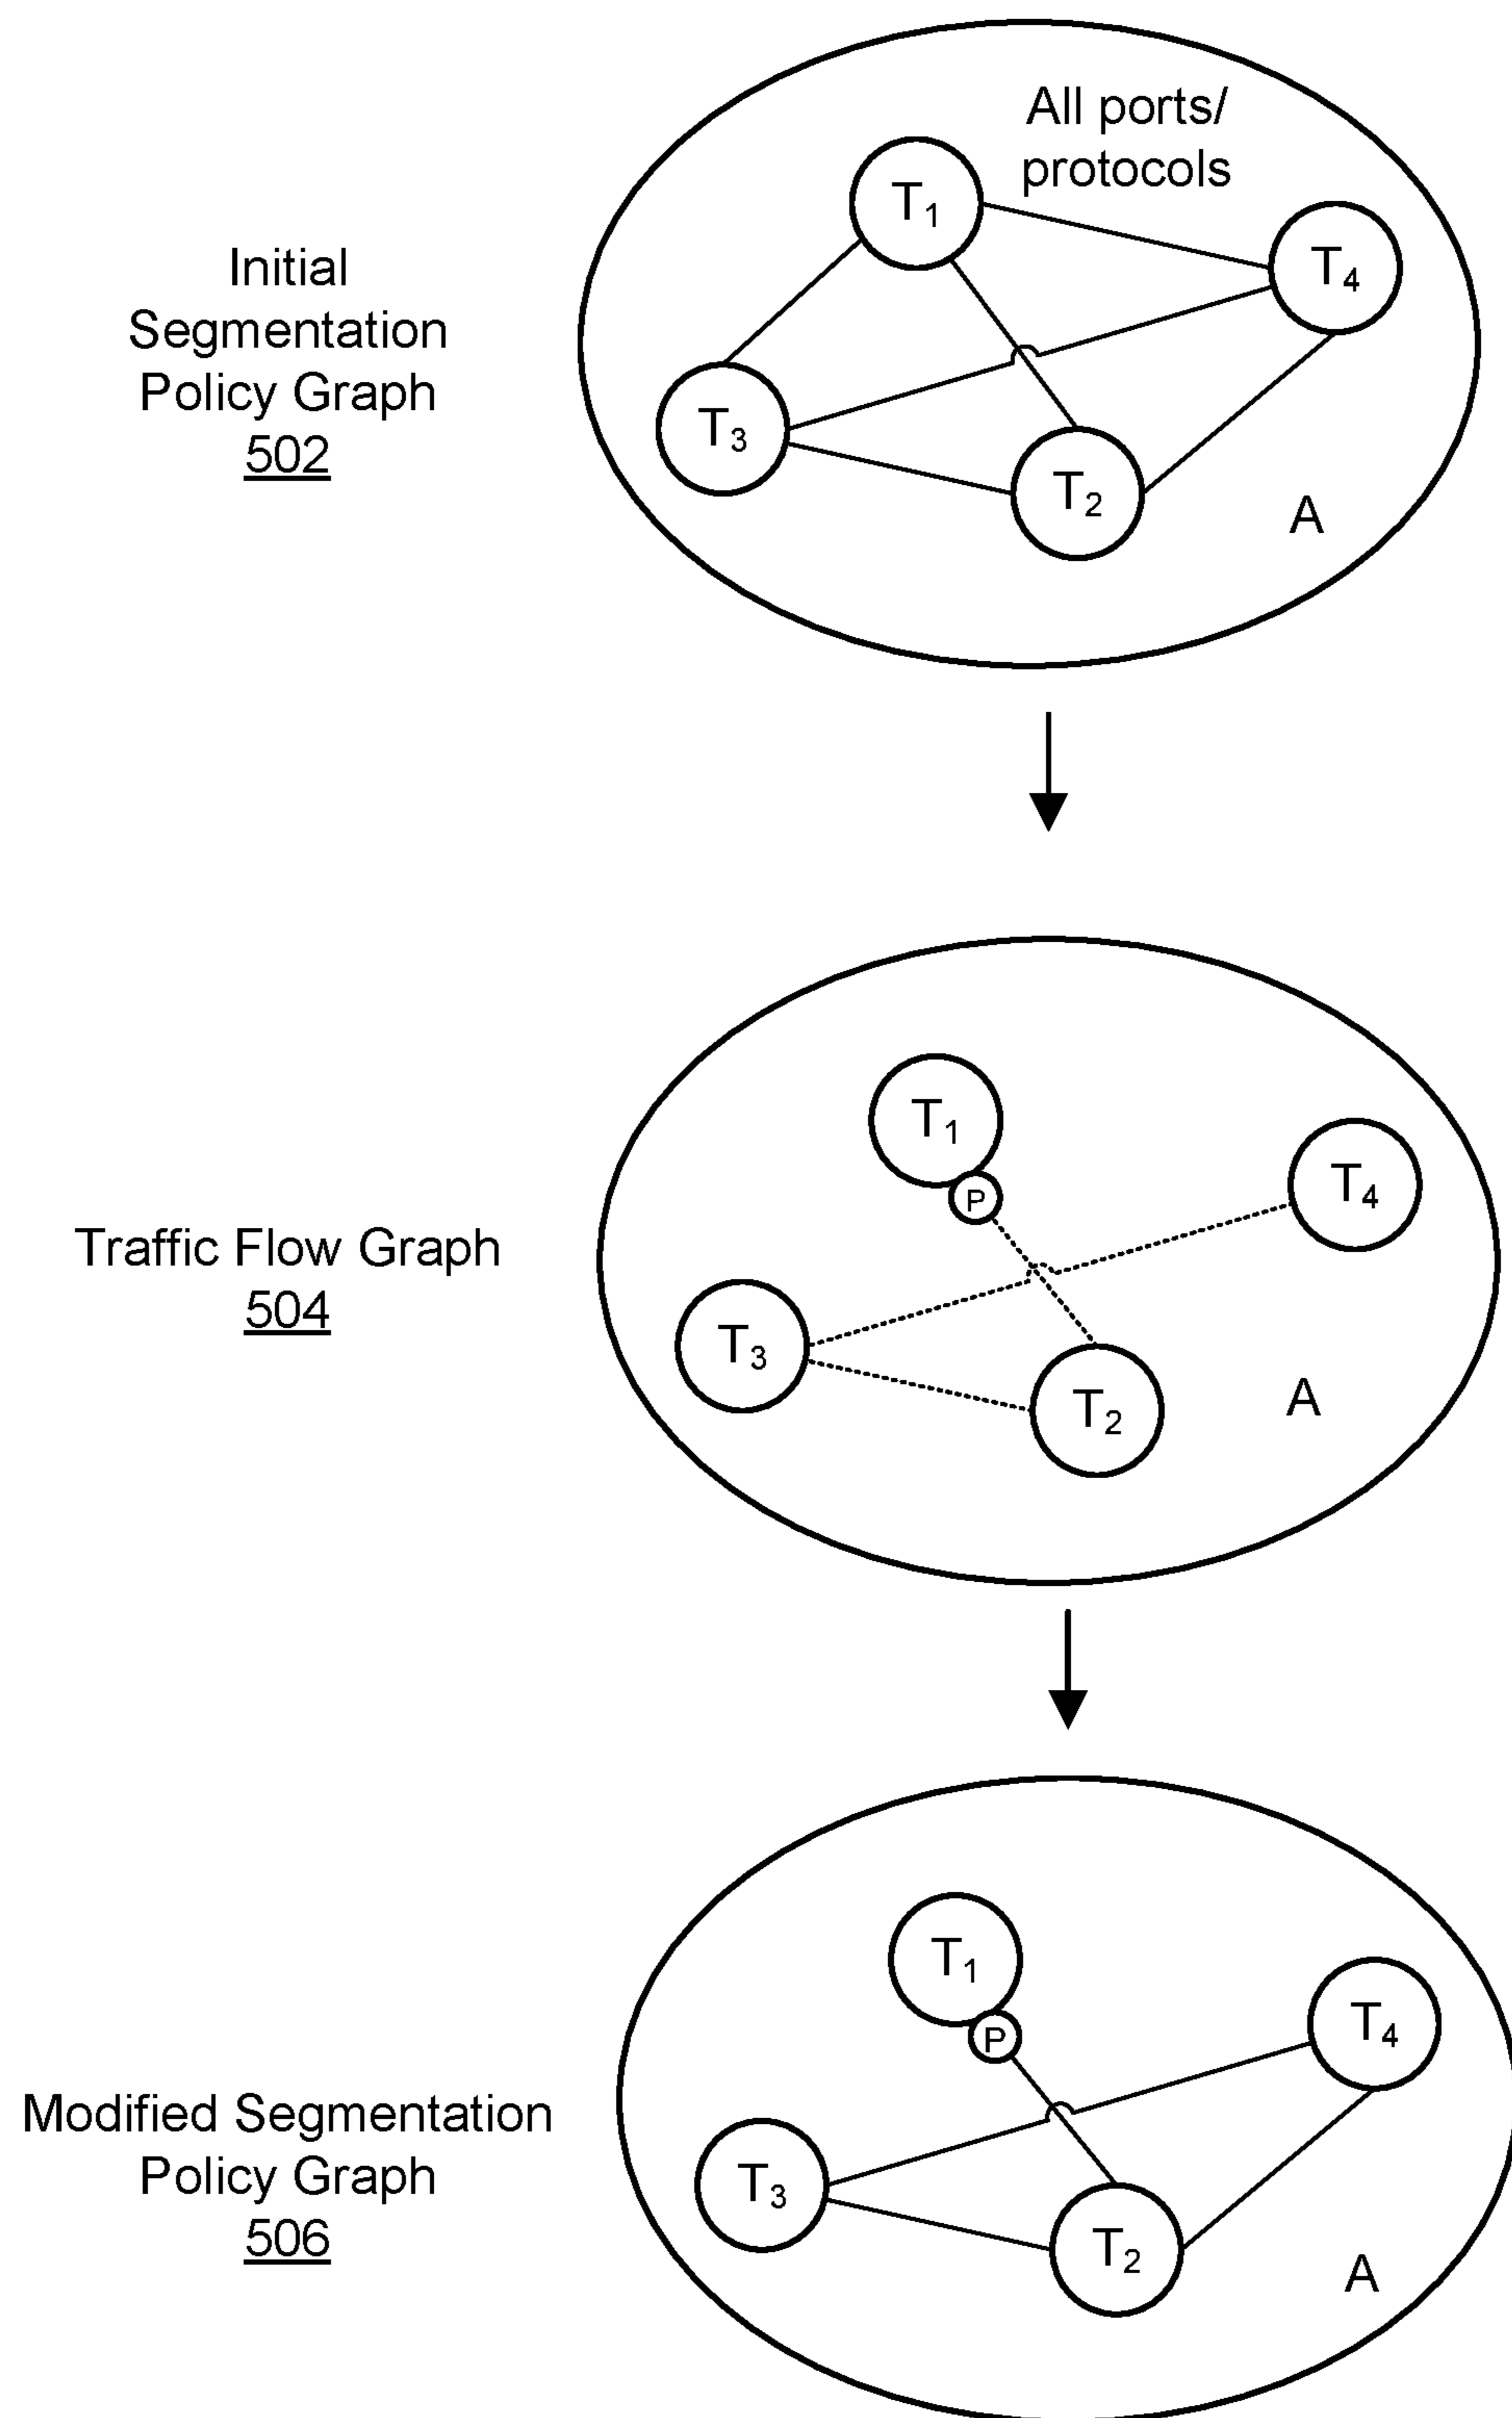 Initial
Segmentation
Policy Graph
502
All ports/
protocols
T1
T4
T3
T2
A
Traffic Flow Graph
504
T1
P
T4
T3
T2
A
Modified Segmentation
Policy Graph
506
T1
P
T4
T3
T2
A